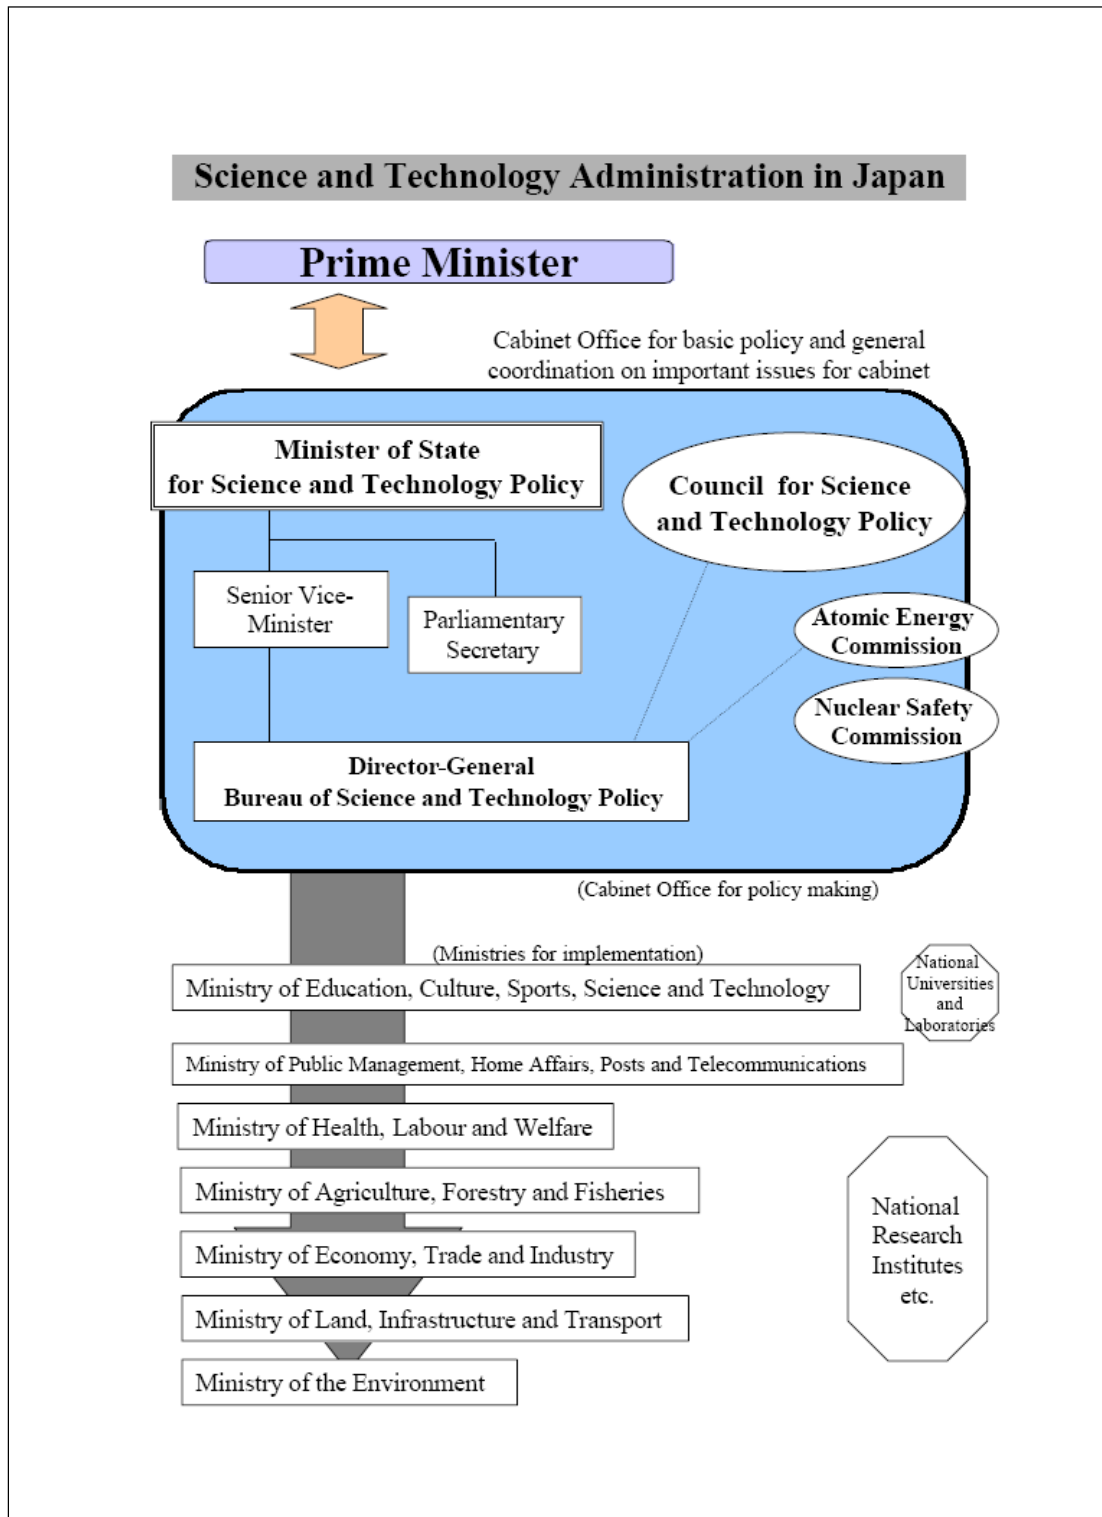 Science and Technology Administration in Japan
Prime Minister
Cabinet Office for basic policy and general
coordination on important issues for cabinet
Minister of State
for Science and Technology Policy
Council for Science
and Technology Policy
Senior Vice-
Minister
Parliamentary
Secretary
Atomic Energy
Commission
Nuclear Safety
Commission
Director-General
Bureau of Science and Technology Policy
(Cabinet Office for policy making)
(Ministries for implementation)
Ministry of Education, Culture, Sports, Science and Technology
National
Universities
and
Laboratories
Ministry of Public Management, Home Affairs, Posts and Telecommunications
Ministry of Health, Labour and Welfare
Ministry of Agriculture, Forestry and Fisheries
Ministry of Economy, Trade and Industry
Ministry of Land, Infrastructure and Transport
Ministry of the Environment
National
Research
Institutes
etc.